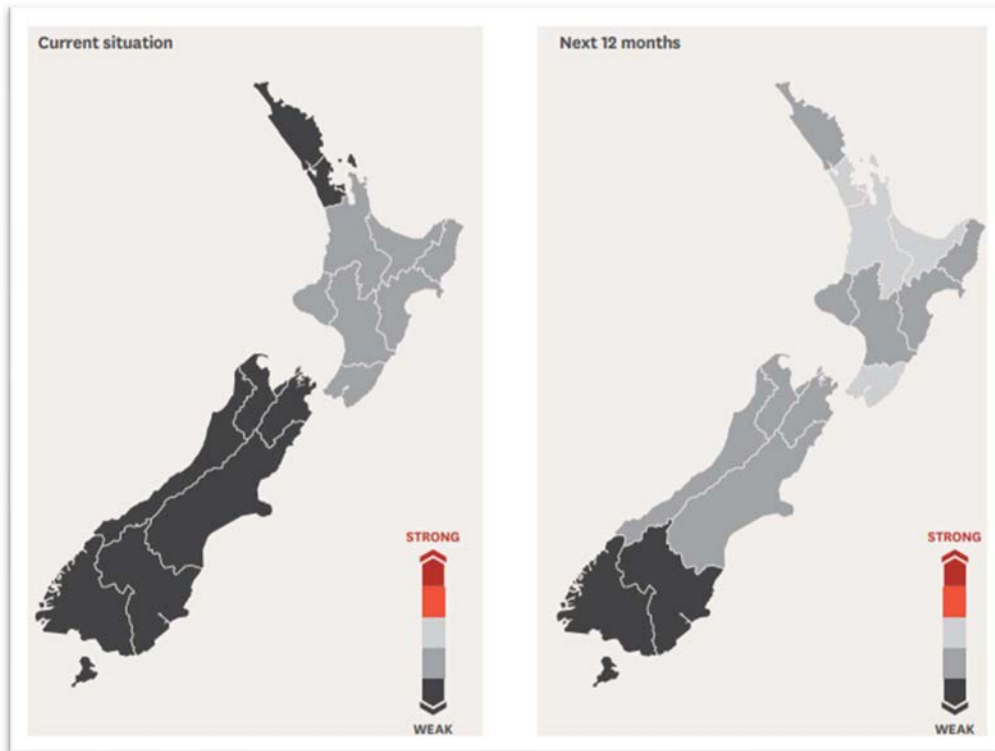 Current situation
STRONG
WEAK
Next 12 months
STRONG
WEAK